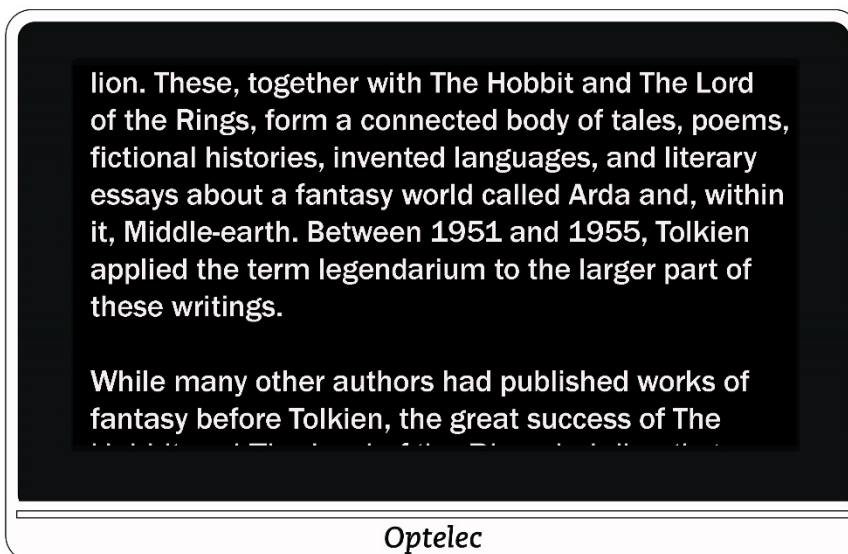 lion. These, together with The Hobbit and The Lord
of the Rings, form a connected body of tales, poems,
fictional histories, invented languages, and literary
essays about a fantasy world called Arda and, within
it, Middle-earth. Between 1951 and 1955, Tolkien
applied the term legendarium to the larger part of
these writings.
While many other authors had published works of
fantasy before Tolkien, the great success of The
Optelec